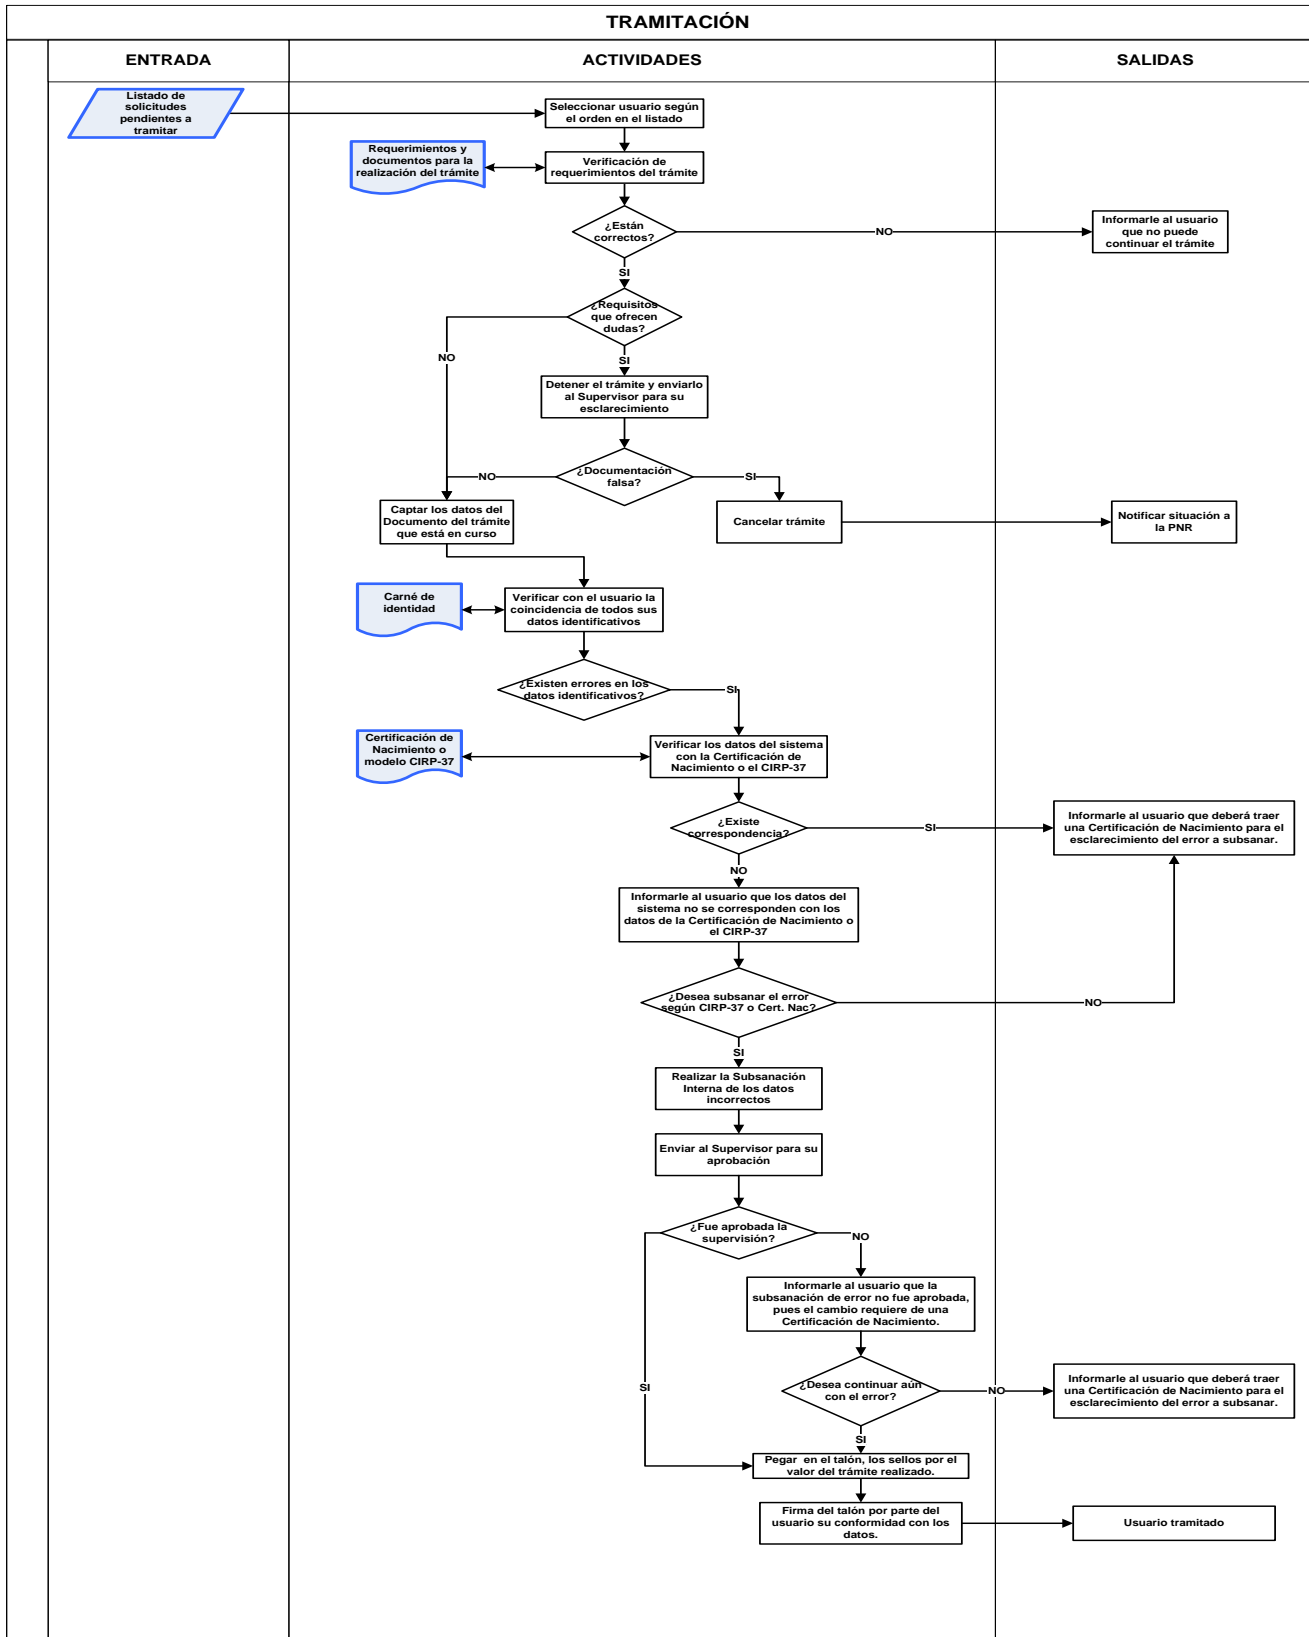 TRAMITACIÓN
ENTRADA
ACTIVIDADES
SALIDAS
Listado de
solicitudes
pendientes a
tramitar
Seleccionar usuario según
el orden en el listado
Requerimientos y
documentos para la
realización del trámite
Verificación de
requerimientos del trámite
¿Están
correctos?
NO
Informarle al usuario
que no puede
continuar el trámite
SI
¿Requisitos
que ofrecen
dudas?
NO
SI
Detener el trámite y enviarlo
al Supervisor para su
esclarecimiento
¿Documentación
falsa?
NO
SI
Captar los datos del
Documento del trámite
que está en curso
Cancelar trámite
Notificar situación a
la PNR
Carné de
identidad
Verificar con el usuario la
coincidencia de todos sus
datos identificativos
¿Existen errores en los
datos identificativos?
SI
Certificación de
Nacimiento o
modelo CIRP-37
Verificar los datos del sistema
con la Certificación de
Nacimiento o el CIRP-37
¿Existe
correspondencia?
SI
Informarle al usuario que deberá traer
una Certificación de Nacimiento para el
esclarecimiento del error a subsanar.
NO
Informarle al usuario que los datos del
sistema no se corresponden con los
datos de la Certificación de Nacimiento o
el CIRP-37
¿Desea subsanar el error
según CIRP-37 o Cert. Nac?
NO
SI
Realizar la Subsanación
Interna de los datos
incorrectos
Enviar al Supervisor para su
aprobación
¿Fue aprobada la
supervisión?
NO
Informarle al usuario que la
subsanación de error no fue aprobada,
pues el cambio requiere de una
Certificación de Nacimiento.
SI
¿Desea continuar aún
con el error?
NO
Informarle al usuario que deberá traer
una Certificación de Nacimiento para el
esclarecimiento del error a subsanar.
SI
Pegar en el talón, los sellos por el
valor del trámite realizado.
Firma del talón por parte del
usuario su conformidad con los
datos.
Usuario tramitado